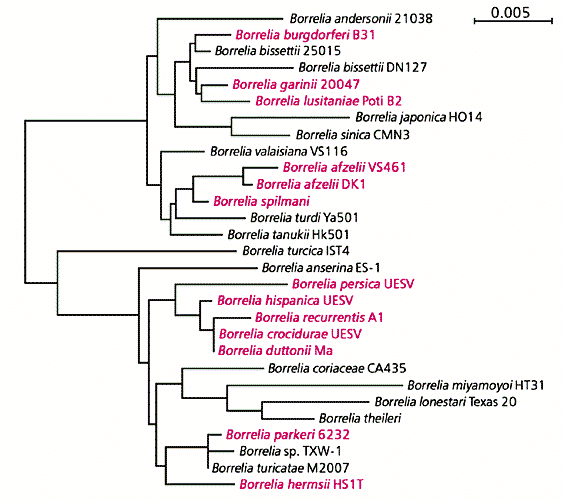 0.005
Borrelia andersonii 21038
Borrelia burgdorferi B31
Borrelia bissettii 25015
Borrelia bissettii DN127
Borrelia garinii 20047
Borrelia lusitaniae Poti B2
Borrelia japonica HO14
Borrelia sinica CMN3
Borrelia valaisiana VS116
Borrelia afzelii VS461
Borrelia afzelii DK1
Borrelia spilmani
Borrelia turdi Ya501
Borrelia tanukii Hk501
Borrelia turcica IST4
Borrelia anserina ES-1
Borrelia persica UESV
Borrelia hispanica UESV
Borrelia recurrentis A1
Borrelia crocidurae UESV
Borrelia duttonii Ma
Borrelia coriaceae CA435
Borrelia miyamoyoi HT31
Borrelia lonestari Texas 20
Borrelia theileri
Borrelia parkeri 6232
Borrelia sp. TXW-1
Borrelia turicatae M2007
Borrelia hermsii HS1T